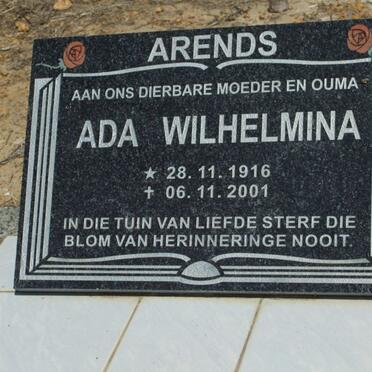 ARENDS
AAN ONS DIERBARE MOEDER EN OUMA
ADA WILHELMINA
★ 28.11.1916
✝ 06.11.2001
IN DIE TUIN VAN LIEFDE STERF DIE
BLOM VAN HERINNERINGE NOOIT.